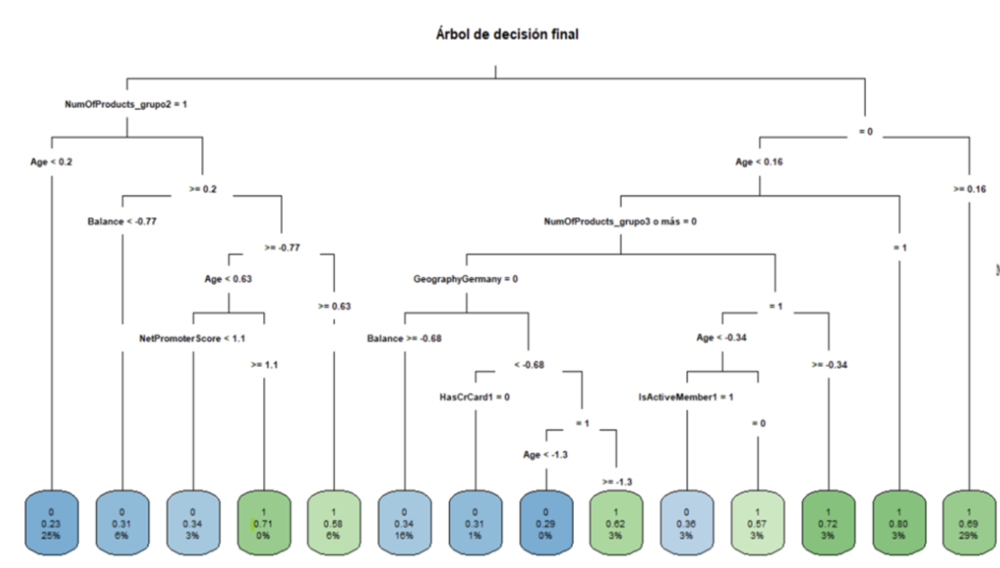 Árbol de decisión final
NumOfProducts_grupo2 = 1
= 0
Age < 0.2
Age < 0.16
>= 0.2
>= 0.16
Balance < -0.77
NumOfProducts_grupo3 o más = 0
>= -0.77
= 1
Age < 0.63
GeographyGermany = 0
>= 0.63
= 1
NetPromoterScore < 1.1
Balance >= -0.68
Age < -0.34
>= 1.1
< -0.68
>= -0.34
HasCrCard1 = 0
IsActiveMember1 = 1
= 1
= 0
Age < -1.3
>= -1.3
0 0 0 1 1 0 0 0 1 0 1 1 1 1
0.23 0.31 0.34 0.71 0.58 0.34 0.31 0.29 0.62 0.36 0.57 0.72 0.80 0.69
25% 6% 3% 0% 6% 16% 1% 0% 3% 3% 3% 3% 3% 29%